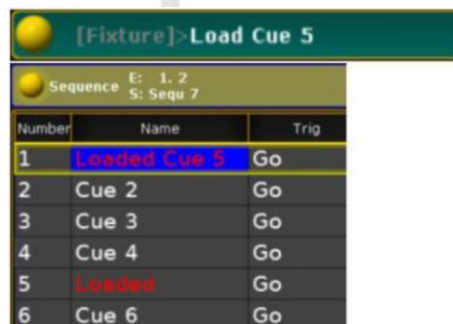 [Fixture]>Load Cue 5
Sequence E: 1. 2
S: Sequ 7
Number Name Trig
1 Loaded Cue 5 Go
2 Cue 2 Go
3 Cue 3 Go
4 Cue 4 Go
5 Loaded Go
6 Cue 6 Go